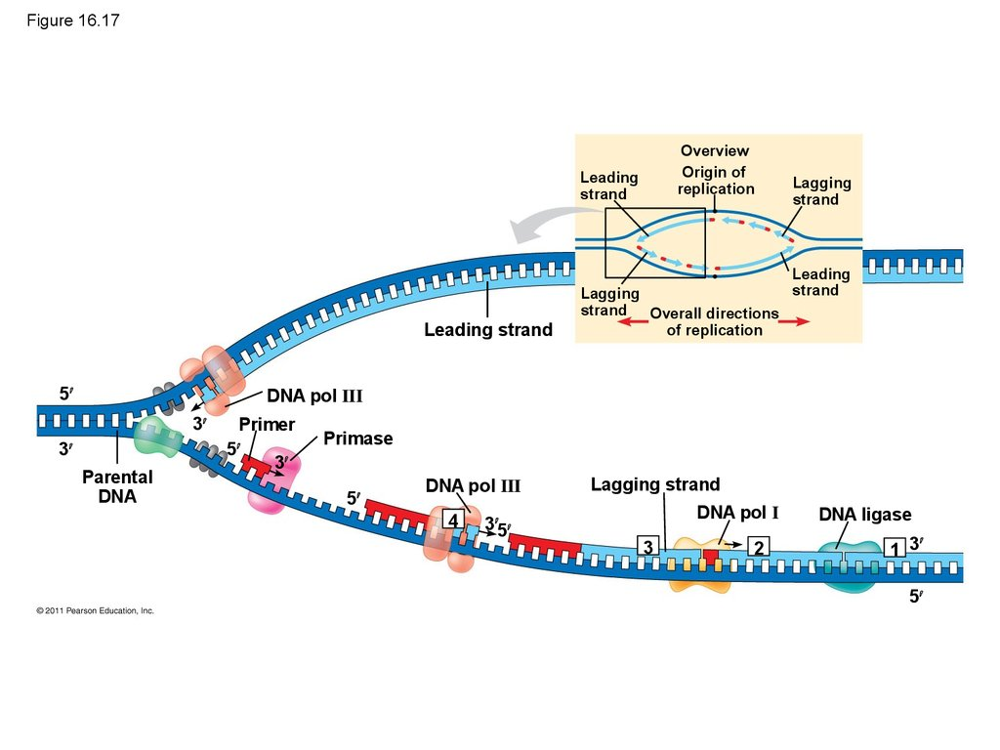 Figure 16.17
Overview
Origin of
replication
Leading
strand
Lagging
strand
Leading
strand
Lagging
strand
Overall directions
of replication
Leading strand
5′
DNA pol III
3′
Primer
Primase
3′
5′
3′
Parental
DNA
5′
DNA pol III
Lagging strand
DNA pol I
DNA ligase
4
3′
5′
3
2
1
3′
5′
© 2011 Pearson Education, Inc.